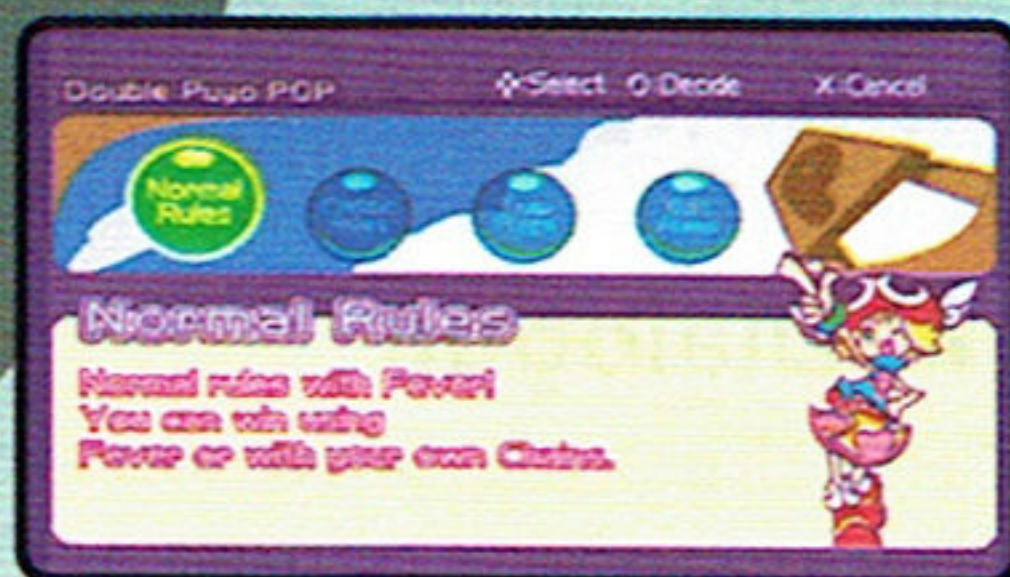 Double Puyo POP
Select O:Decide X:Cancel
Normal
Rules
Normal Rules
Normal rules with Fever!
You can win using
Fever or with your own Chains.